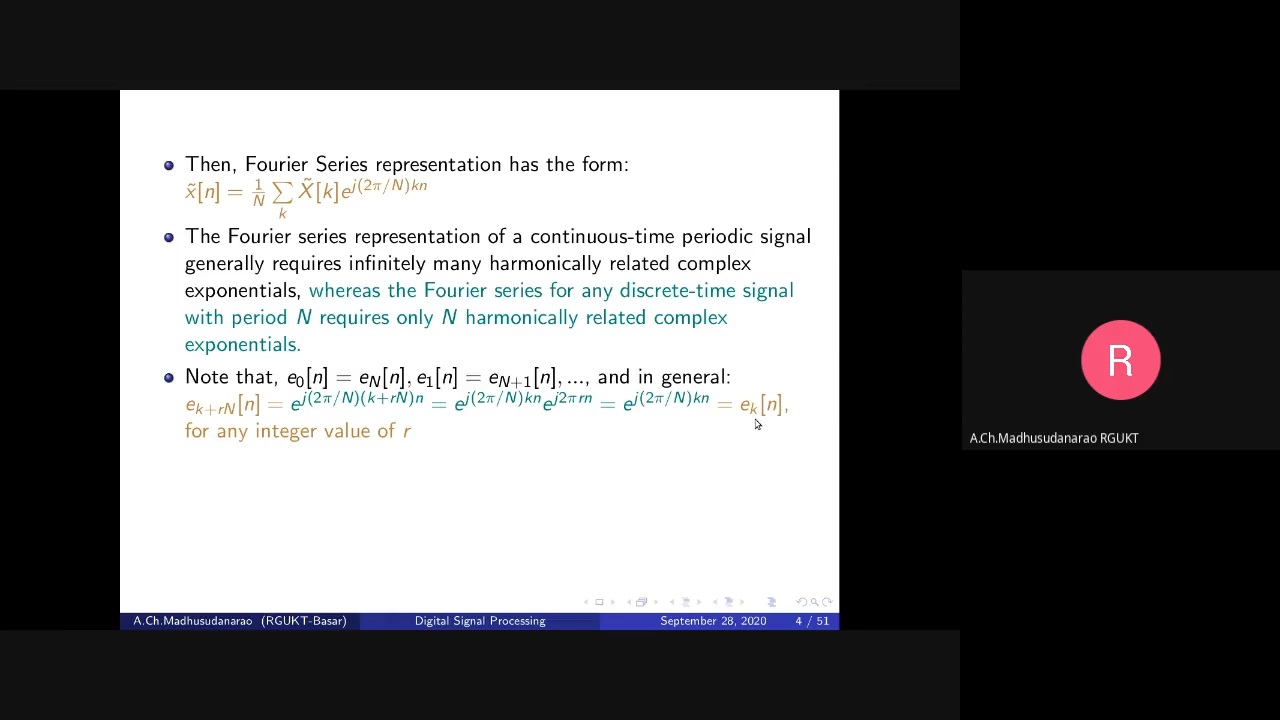 Then, Fourier Series representation has the form:
x̃[n] = 1/N ∑_k X̃[k]e^{j(2π/N)kn}
The Fourier series representation of a continuous-time periodic signal
generally requires infinitely many harmonically related complex
exponentials, whereas the Fourier series for any discrete-time signal
with period N requires only N harmonically related complex
exponentials.
Note that, e_0[n] = e_N[n], e_1[n] = e_{N+1}[n], ..., and in general:
e_{k+rN}[n] = e^{j(2π/N)(k+rN)n} = e^{j(2π/N)kn}e^{j2πrn} = e^{j(2π/N)kn} = e_k[n],
for any integer value of r
A.Ch.Madhusudanarao (RGUKT-Basar) Digital Signal Processing September 28, 2020 4 / 51
R
A.Ch.Madhusudanarao RGUKT